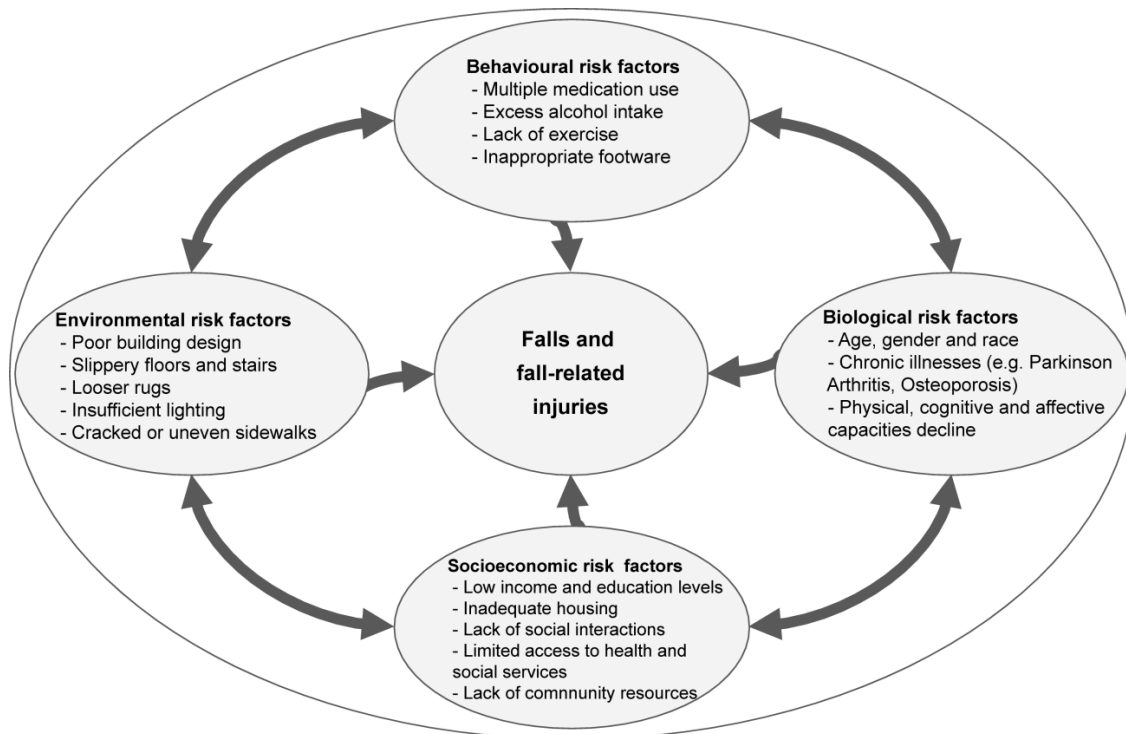 Behavioural risk factors
- Multiple medication use
- Excess alcohol intake
- Lack of exercise
- Inappropriate footware
Environmental risk factors
- Poor building design
- Slippery floors and stairs
- Looser rugs
- Insufficient lighting
- Cracked or uneven sidewalks
Falls and
fall-related
injuries
Biological risk factors
- Age, gender and race
- Chronic illnesses (e.g. Parkinson
Arthritis, Osteoporosis)
- Physical, cognitive and affective
capacities decline
Socioeconomic risk factors
- Low income and education levels
- Inadequate housing
- Lack of social interactions
- Limited access to health and
social services
- Lack of comnnunity resources